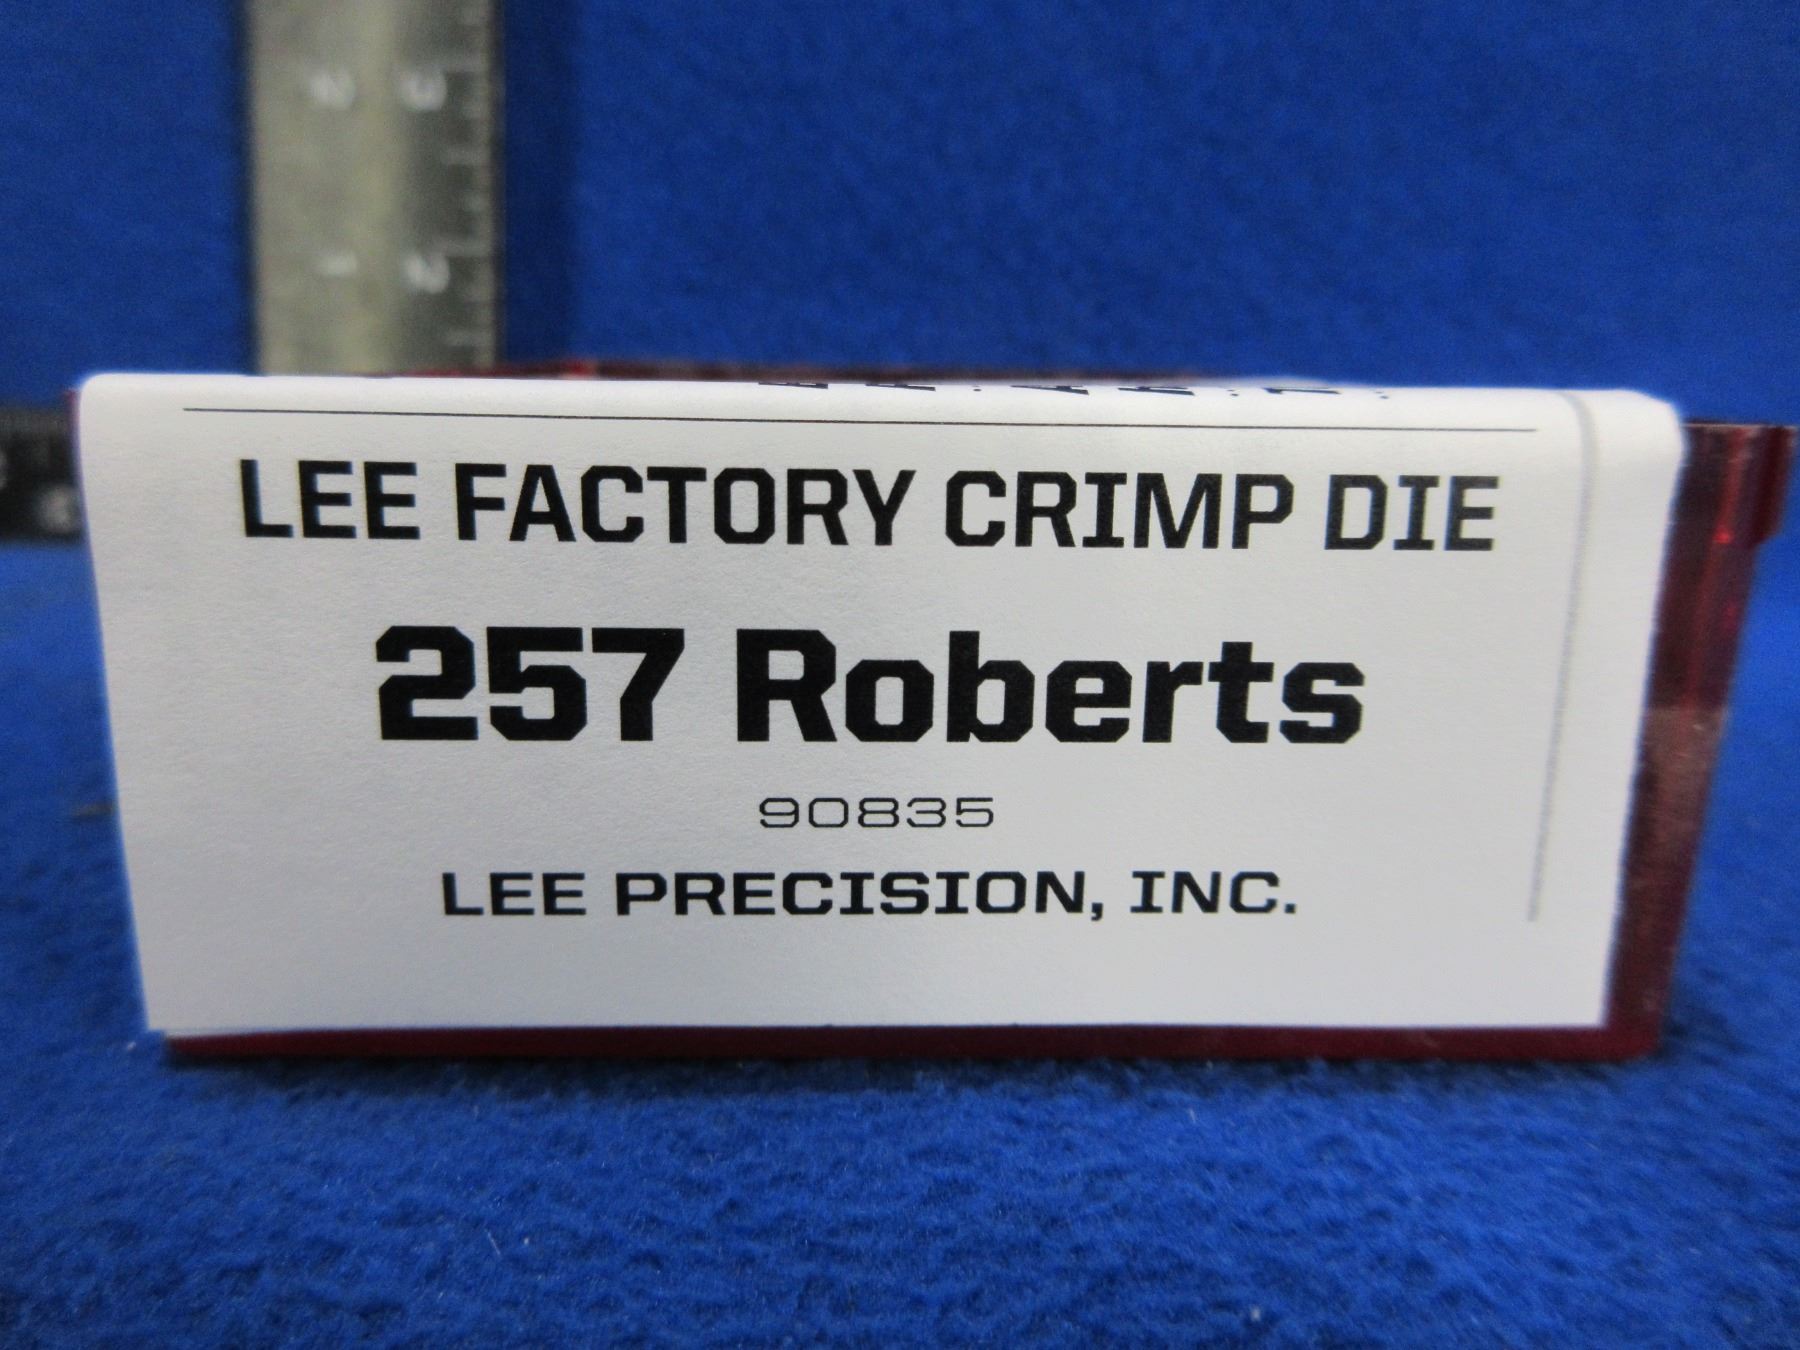 LEE FACTORY CRIMP DIE
257 Roberts
90835
LEE PRECISION, INC.